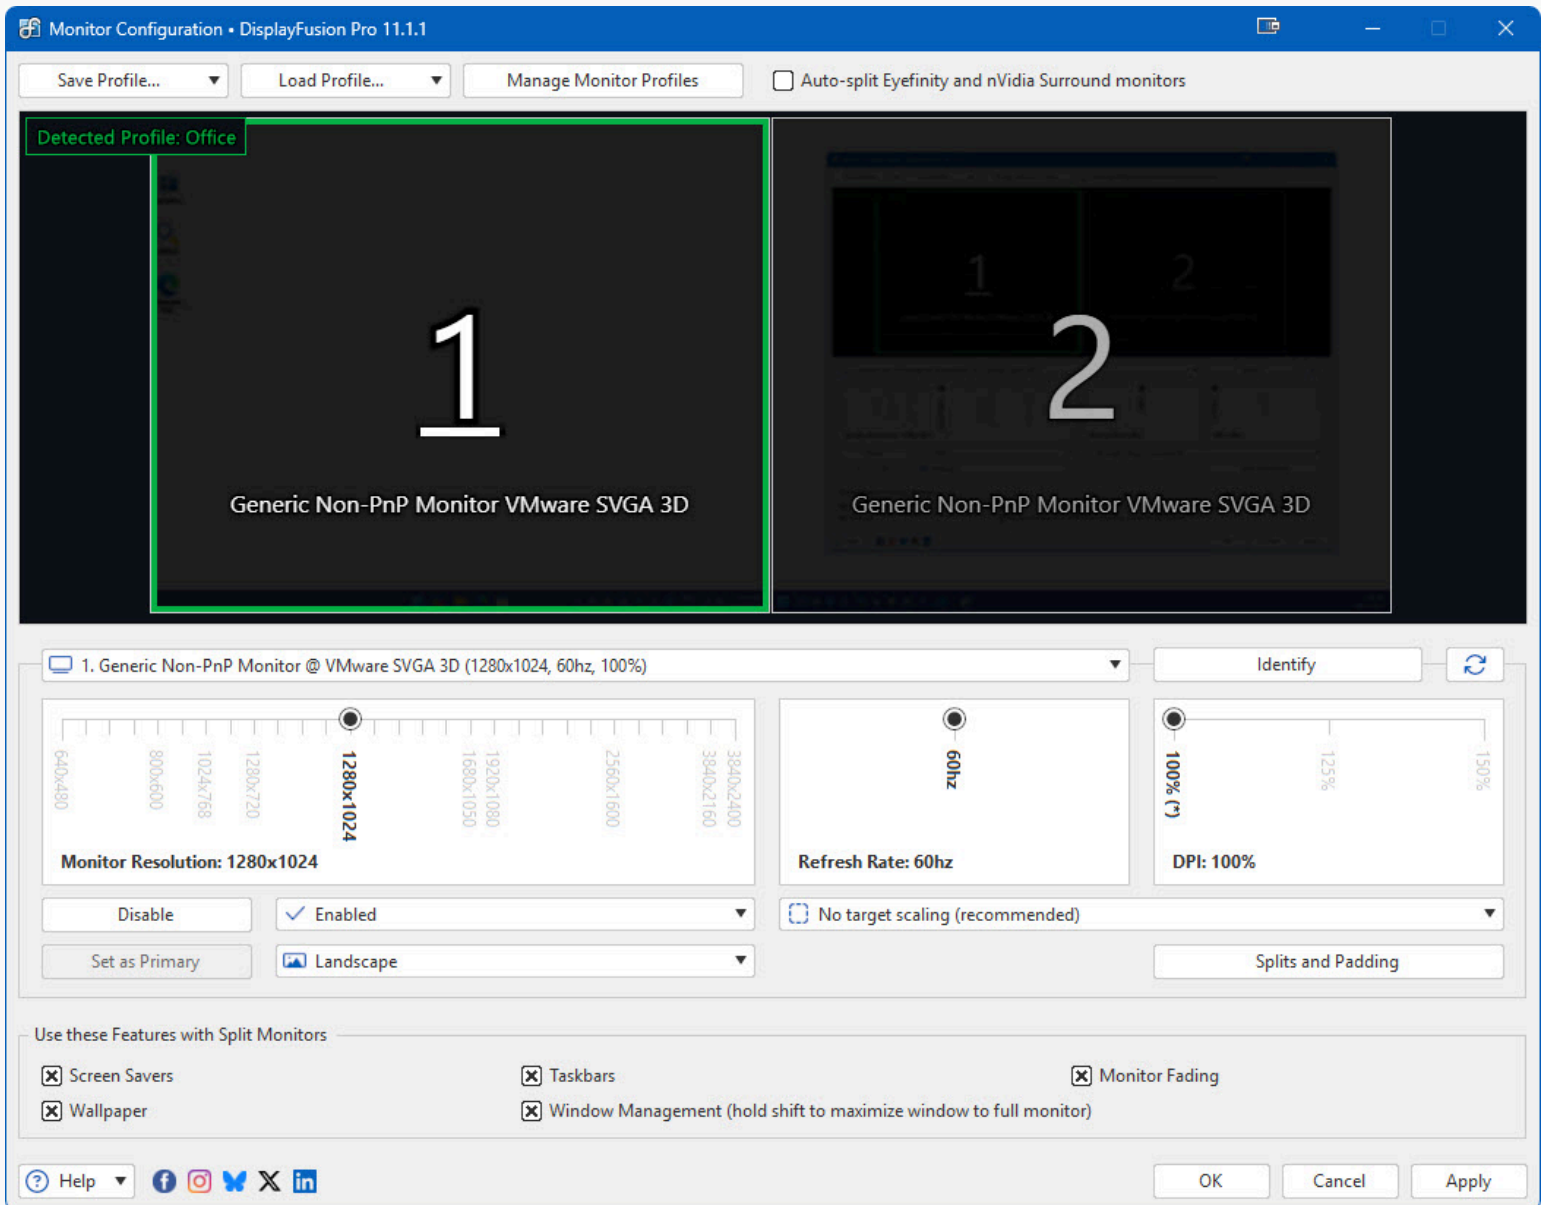 Monitor Configuration • DisplayFusion Pro 11.1.1
Save Profile... Load Profile... Manage Monitor Profiles Auto-split Eyefinity and nVidia Surround monitors
Detected Profile: Office
1 2
1
2
Generic Non-PnP Monitor VMware SVGA 3D
Generic Non-PnP Monitor VMware SVGA 3D
1. Generic Non-PnP Monitor @ VMware SVGA 3D (1280x1024, 60hz, 100%) Identify
640x480 800x600 1024x768 1280x720 1280x1024 1680x1050 1920x1080 2560x1600 3840x2160 3840x2400
60hz
100% (*) 125% 150%
Monitor Resolution: 1280x1024
Refresh Rate: 60hz
DPI: 100%
Disable Enabled No target scaling (recommended)
Set as Primary Landscape Splits and Padding
Use these Features with Split Monitors
Screen Savers Taskbars Monitor Fading
Wallpaper Window Management (hold shift to maximize window to full monitor)
Help OK Cancel Apply